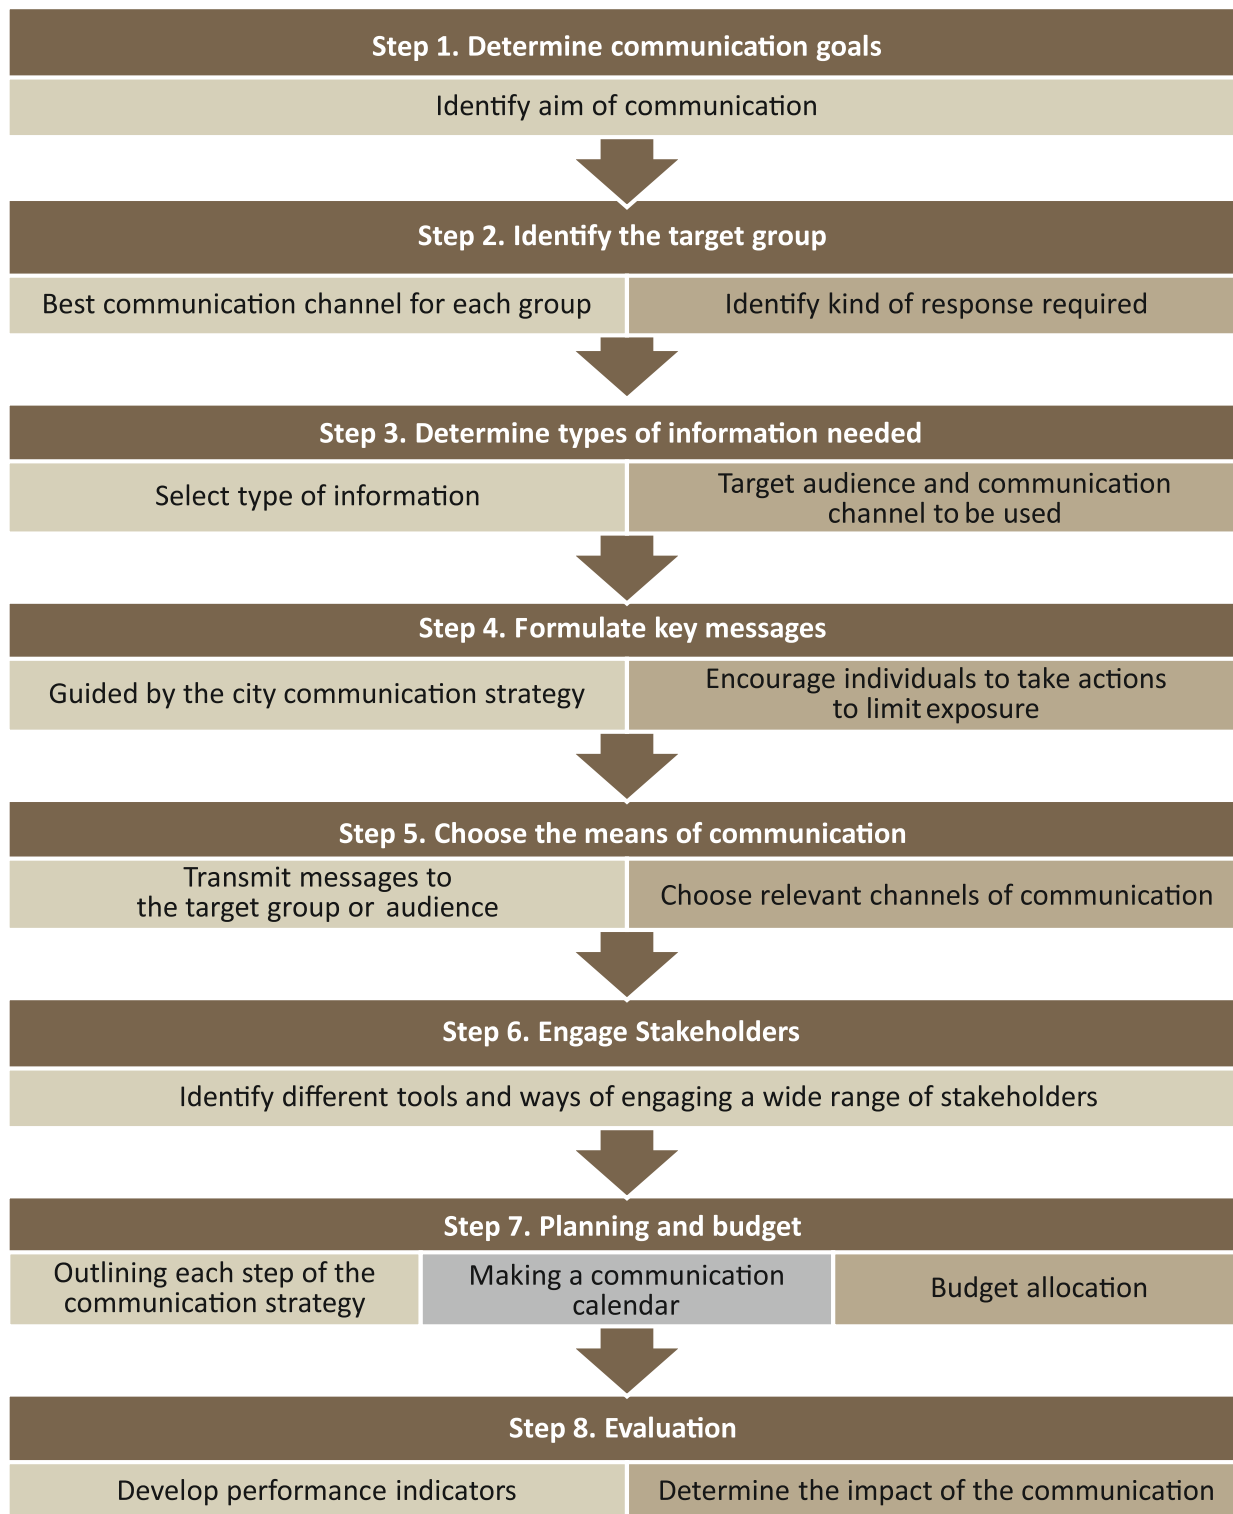 Step 1. Determine communication goals
Identify aim of communication
Step 2. Identify the target group
Best communication channel for each group
Identify kind of response required
Step 3. Determine types of information needed
Select type of information
Target audience and communication
channel to be used
Step 4. Formulate key messages
Guided by the city communication strategy
Encourage individuals to take actions
to limit exposure
Step 5. Choose the means of communication
Transmit messages to
the target group or audience
Choose relevant channels of communication
Step 6. Engage Stakeholders
Identify different tools and ways of engaging a wide range of stakeholders
Step 7. Planning and budget
Outlining each step of the
communication strategy
Making a communication
calendar
Budget allocation
Step 8. Evaluation
Develop performance indicators
Determine the impact of the communication